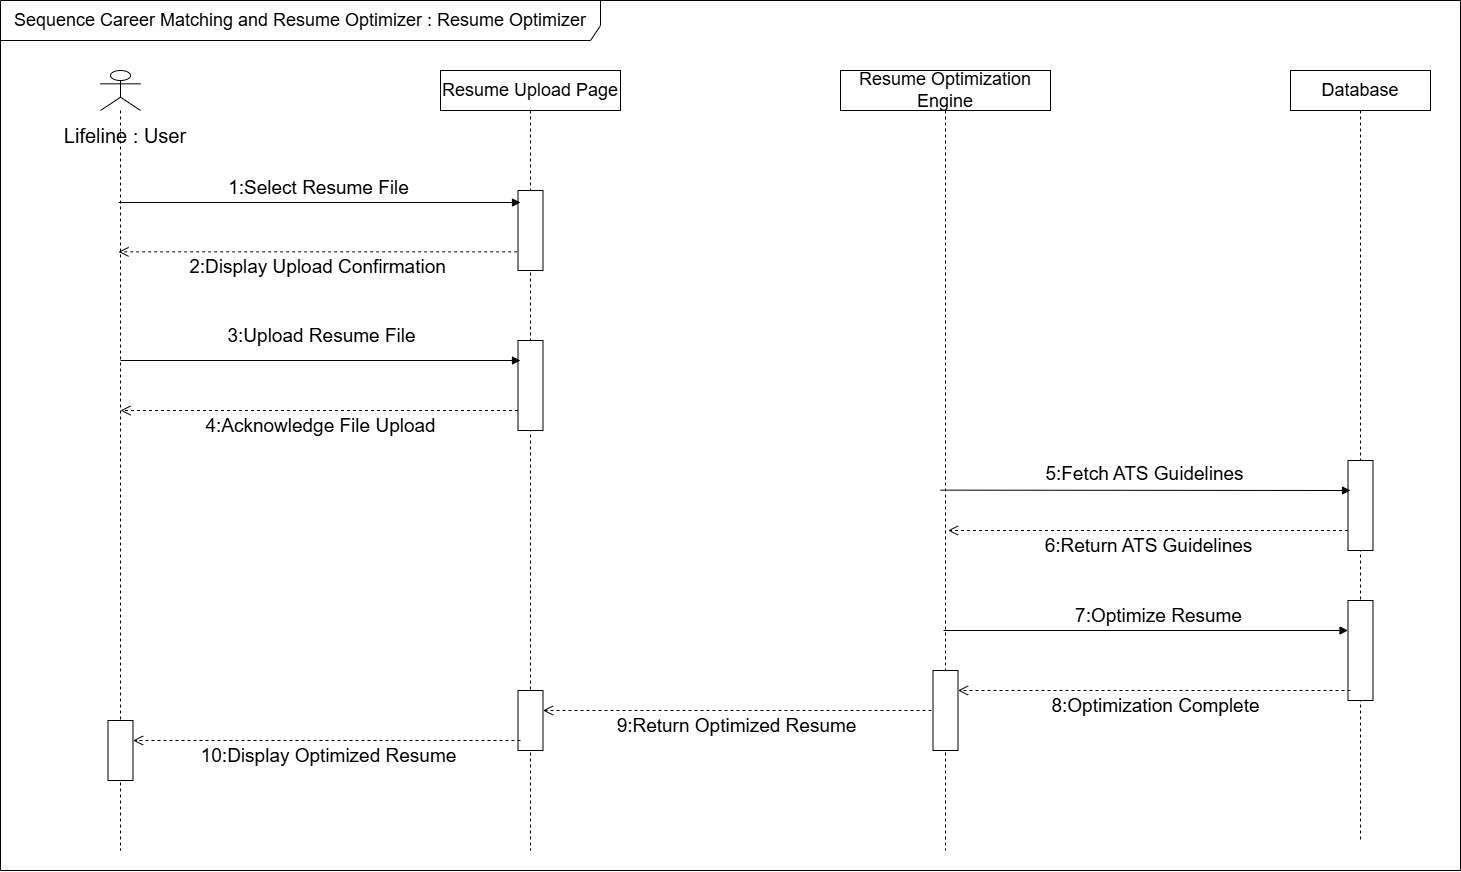 Sequence Career Matching and Resume Optimizer : Resume Optimizer
Lifeline : User
Resume Upload Page
Resume Optimization
Engine
Database
1:Select Resume File
2:Display Upload Confirmation
3:Upload Resume File
4:Acknowledge File Upload
5:Fetch ATS Guidelines
6:Return ATS Guidelines
7:Optimize Resume
8:Optimization Complete
9:Return Optimized Resume
10:Display Optimized Resume